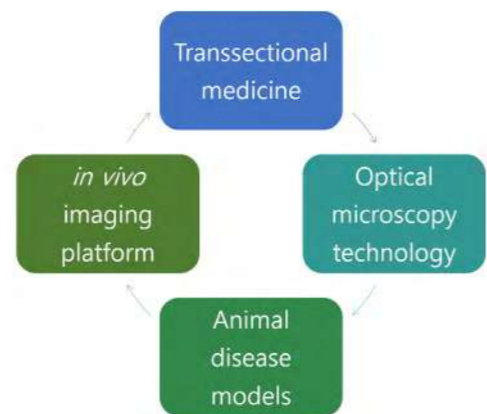 Transsectional
medicine
in vivo
imaging
platform
Optical
microscopy
technology
Animal
disease
models